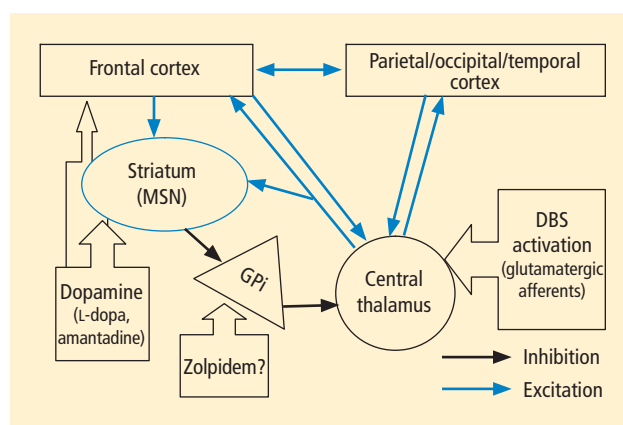 Frontal cortex
Parietal/occipital/temporal
cortex
Striatum
(MSN)
DBS
activation
(glutamatergic
afferents)
GPi
Central
thalamus
Dopamine
(L-dopa,
amantadine)
Zolpidem?
Inhibition
Excitation